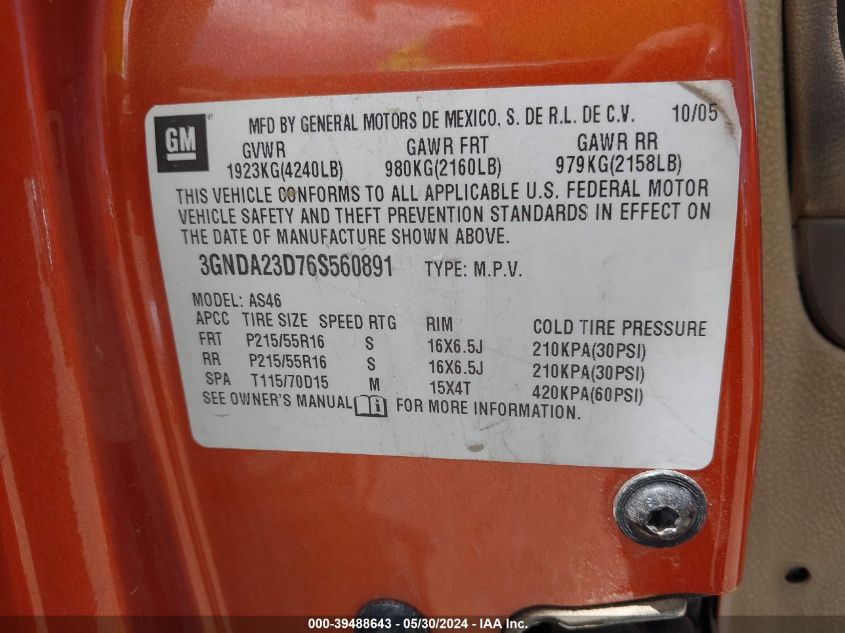 GM MFD BY GENERAL MOTORS DE MEXICO, S. DE R.L. DE C.V. 10/05
GVWR GAWR FRT GAWR RR
1923KG(4240LB) 980KG(2160LB) 979KG(2158LB)
THIS VEHICLE CONFORMS TO ALL APPLICABLE U.S. FEDERAL MOTOR
VEHICLE SAFETY AND THEFT PREVENTION STANDARDS IN EFFECT ON
THE DATE OF MANUFACTURE SHOWN ABOVE.
3GNDA23D76S560891 TYPE: M.P.V.
MODEL: AS46
APCC TIRE SIZE SPEED RTG RIM COLD TIRE PRESSURE
FRT P215/55R16 S 16X6.5J 210KPA(30PSI)
RR P215/55R16 S 16X6.5J 210KPA(30PSI)
SPA T115/70D15 M 15X4T 420KPA(60PSI)
SEE OWNER'S MANUAL i FOR MORE INFORMATION.
000-39488643 - 05/30/2024 - IAA Inc.